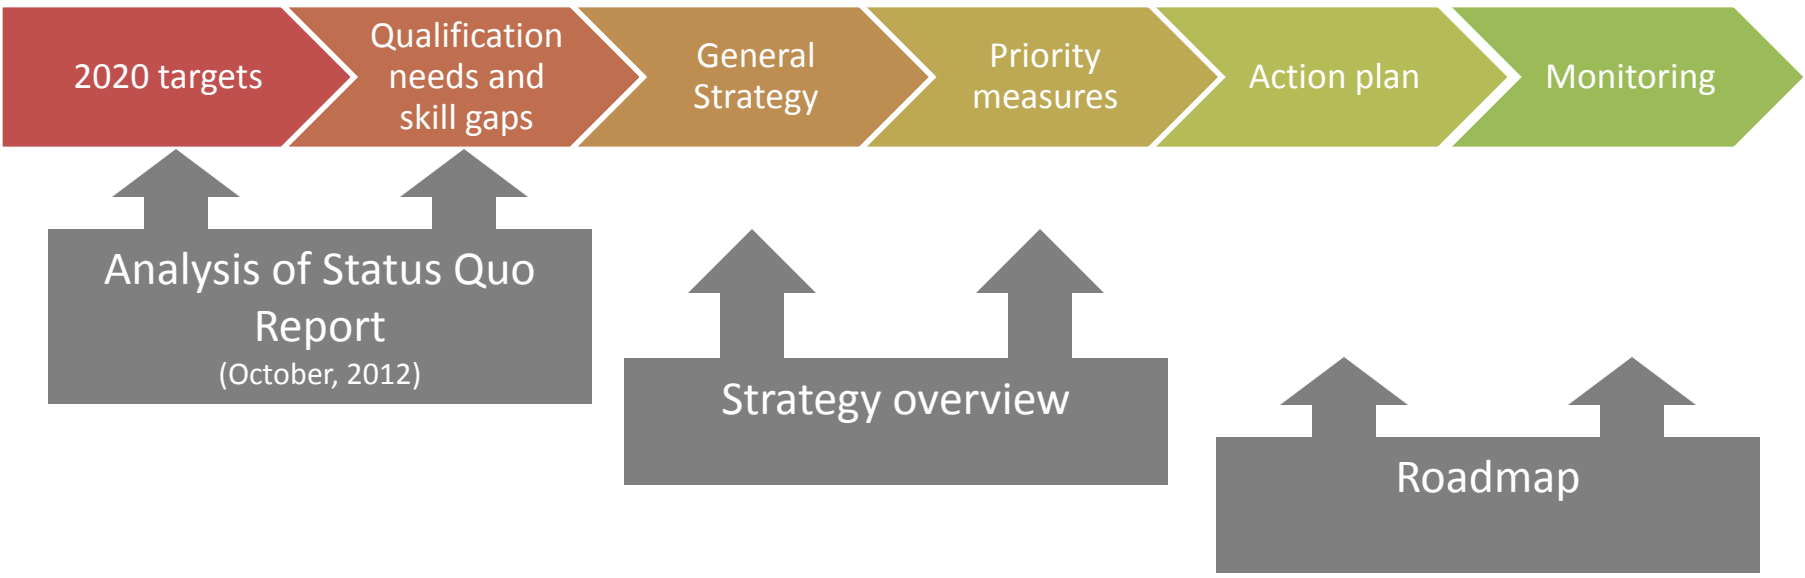 2020 targets
Qualification
needs and
skill gaps
General
Strategy
Priority
measures
Action plan
Monitoring
Analysis of Status Quo
Report
(October, 2012)
Strategy overview
Roadmap